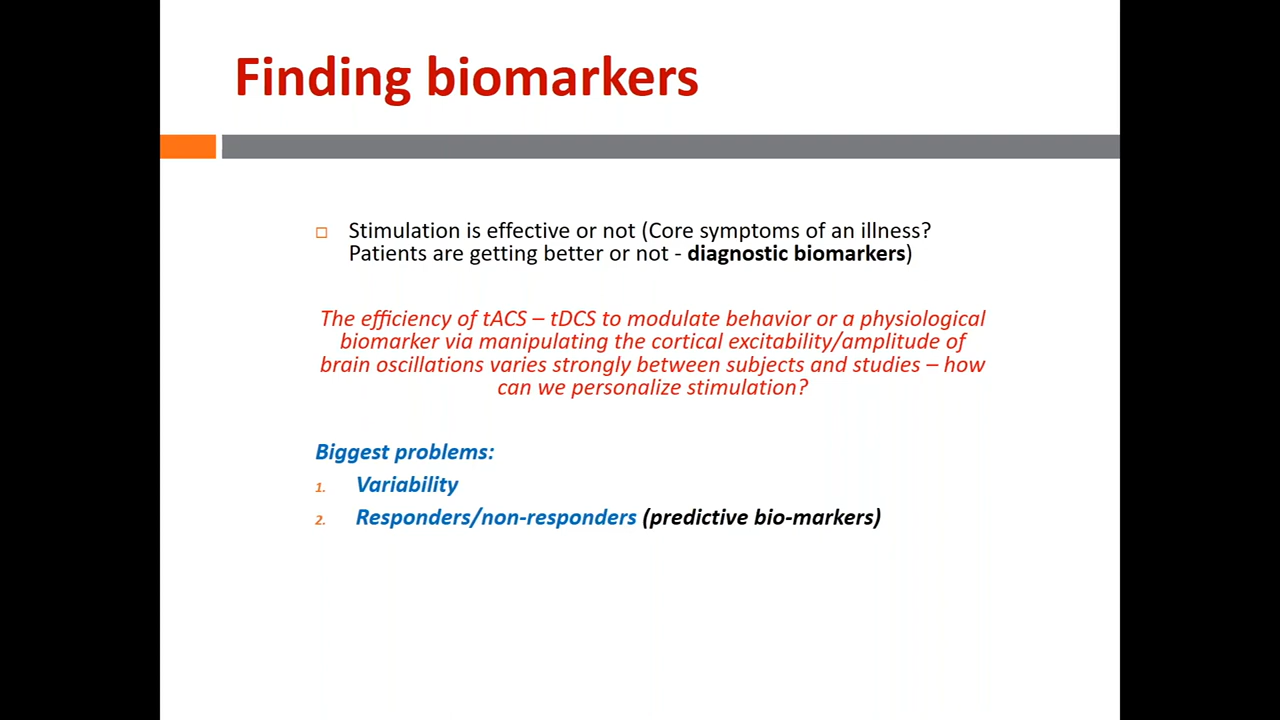 Finding biomarkers
Stimulation is effective or not (Core symptoms of an illness?
Patients are getting better or not - diagnostic biomarkers)
The efficiency of tACS – tDCS to modulate behavior or a physiological
biomarker via manipulating the cortical excitability/amplitude of
brain oscillations varies strongly between subjects and studies – how
can we personalize stimulation?
Biggest problems:
1. Variability
2. Responders/non-responders (predictive bio-markers)